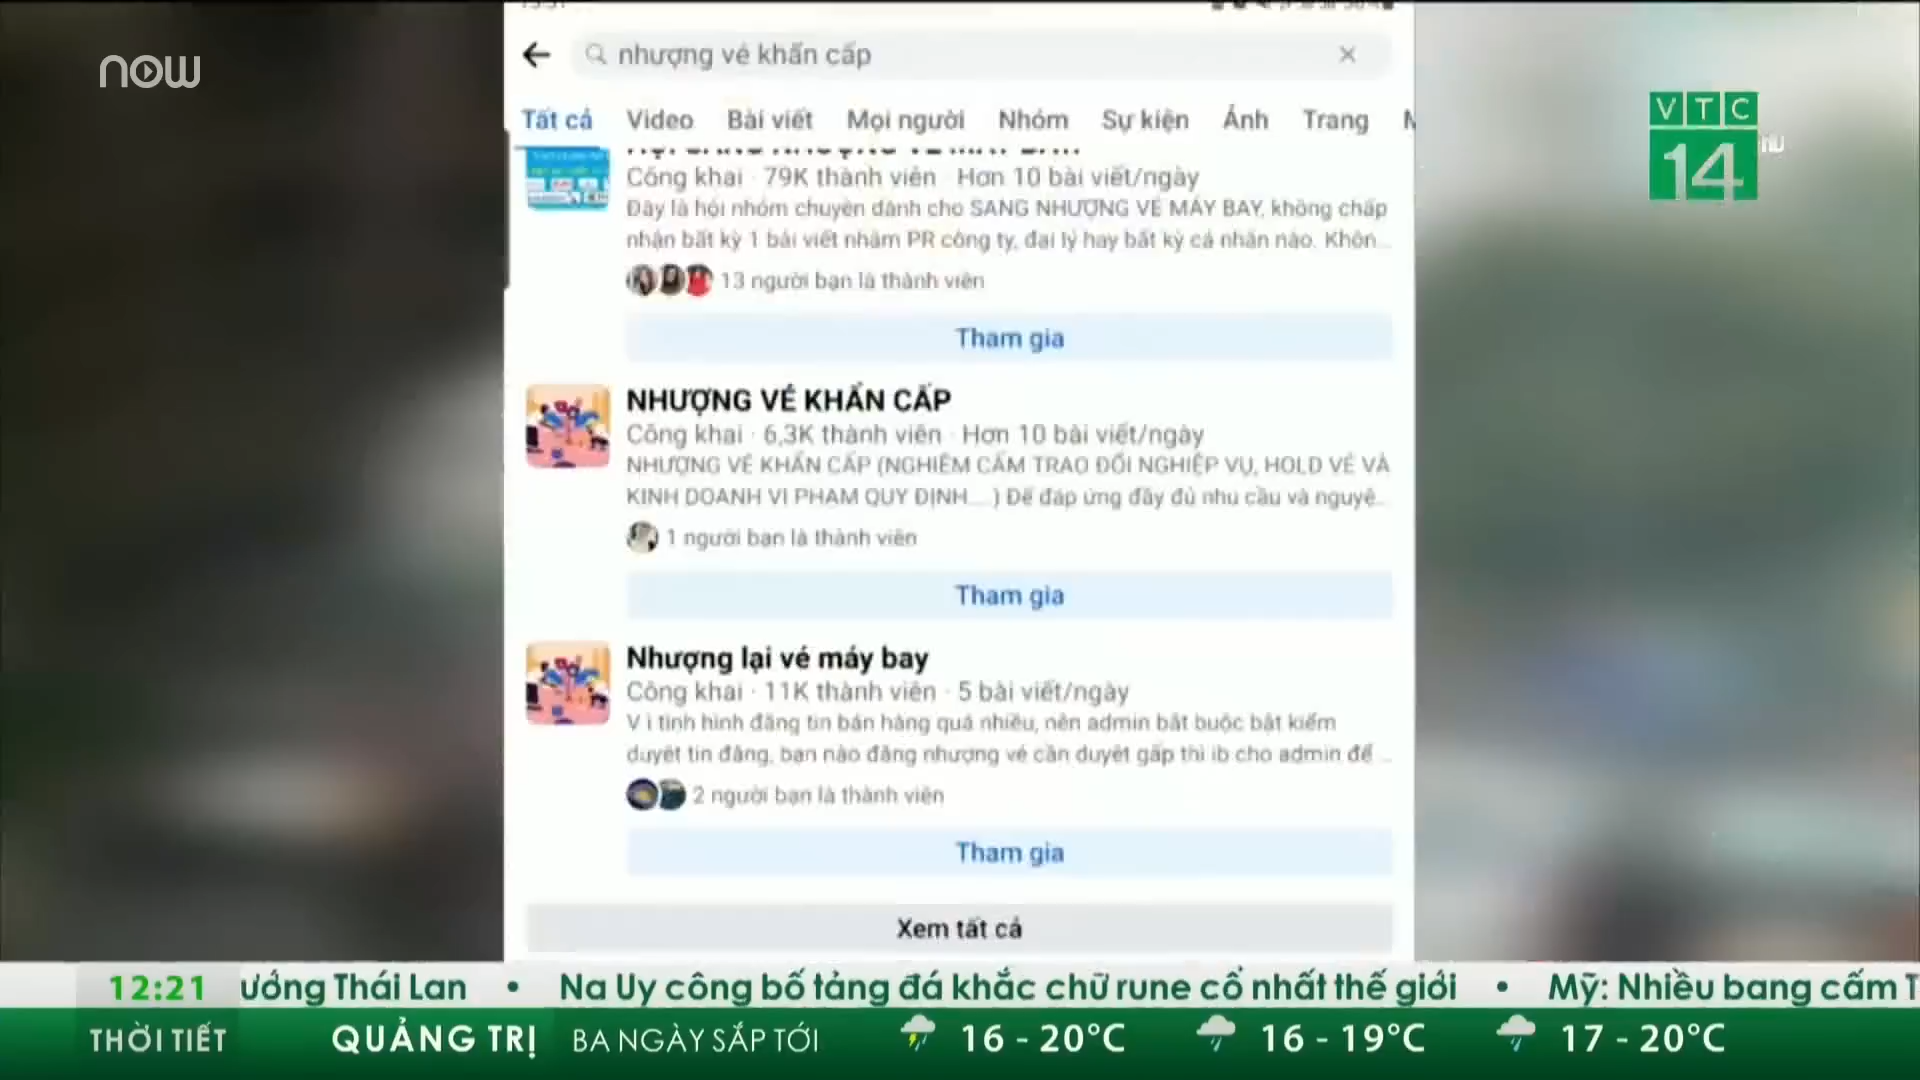 now
VTC
14
nhượng vé khẩn cấp
Tất cả Video Bài viết Mọi người Nhóm Sự kiện Ảnh Trang
Công khai · 79K thành viên · Hơn 10 bài viết/ngày
Đây là hội nhóm chuyên dành cho SANG NHƯỢNG VÉ MÁY BAY, không chấp
nhận bất kỳ 1 bài viết nhằm PR công ty, đại lý hay bất kỳ cá nhân nào. Khôn...
13 người bạn là thành viên
Tham gia
NHƯỢNG VÉ KHẨN CẤP
Công khai · 6,3K thành viên · Hơn 10 bài viết/ngày
NHƯỢNG VÉ KHẨN CẤP (NGHIÊM CẤM TRAO ĐỔI NGHIỆP VỤ, HOLD VÉ VÀ
KINH DOANH VI PHẠM QUY ĐỊNH....) Để đáp ứng đầy đủ nhu cầu và nguyệ...
1 người bạn là thành viên
Tham gia
Nhượng lại vé máy bay
Công khai · 11K thành viên · 5 bài viết/ngày
V ì tình hình đăng tin bán hàng quá nhiều, nên admin bắt buộc bật kiểm
duyệt tin đăng, bạn nào đăng nhượng vé cần duyệt gấp thì ib cho admin để ...
2 người bạn là thành viên
Tham gia
Xem tất cả
12:21 ướng Thái Lan • Na Uy công bố tảng đá khắc chữ rune cổ nhất thế giới • Mỹ: Nhiều bang cấm T
THỜI TIẾT QUẢNG TRỊ BA NGÀY SẮP TỚI 16 - 20°C 16 - 19°C 17 - 20°C